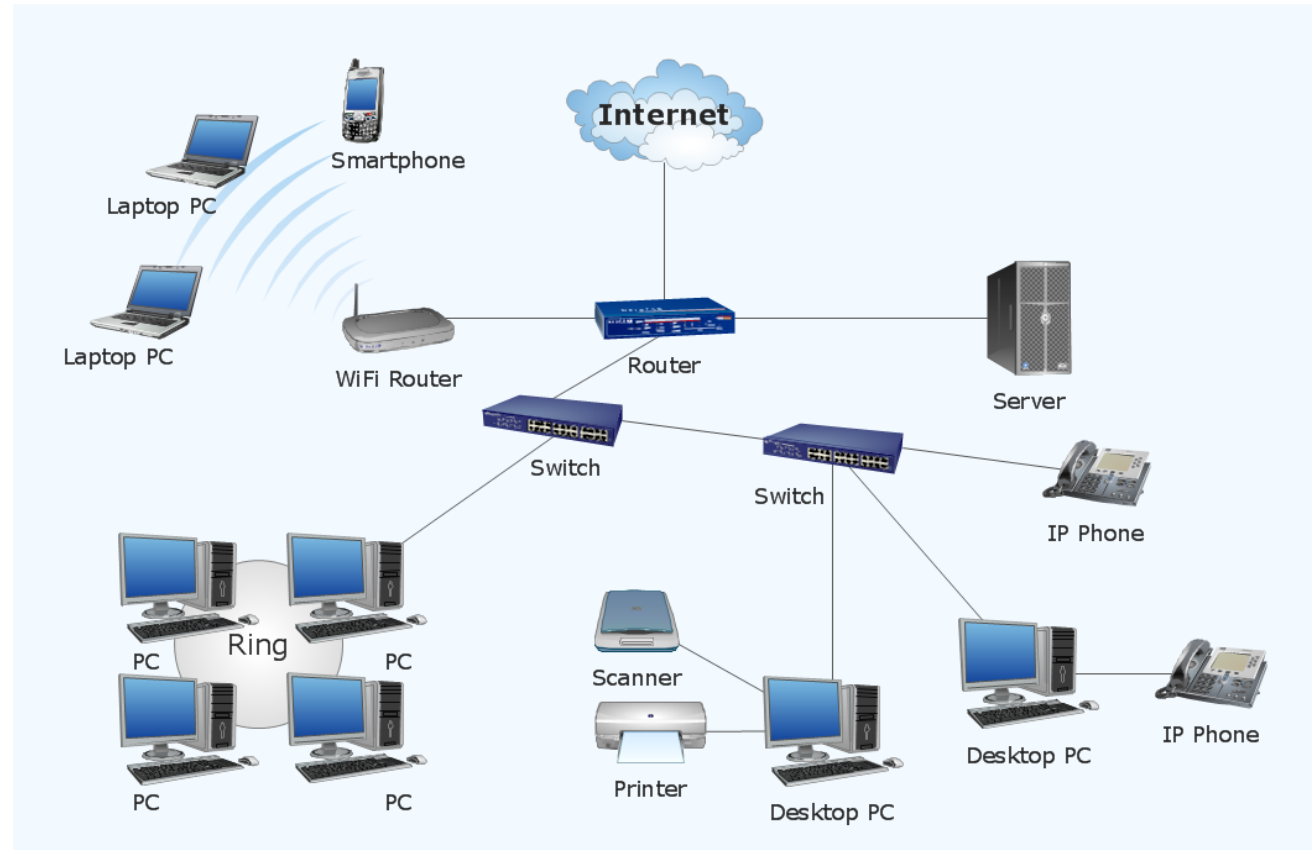 Internet
Smartphone
Laptop PC
Laptop PC
WiFi Router
Router
Server
Switch
Switch
IP Phone
Ring
PC
PC
PC
PC
Scanner
Printer
Desktop PC
Desktop PC
IP Phone